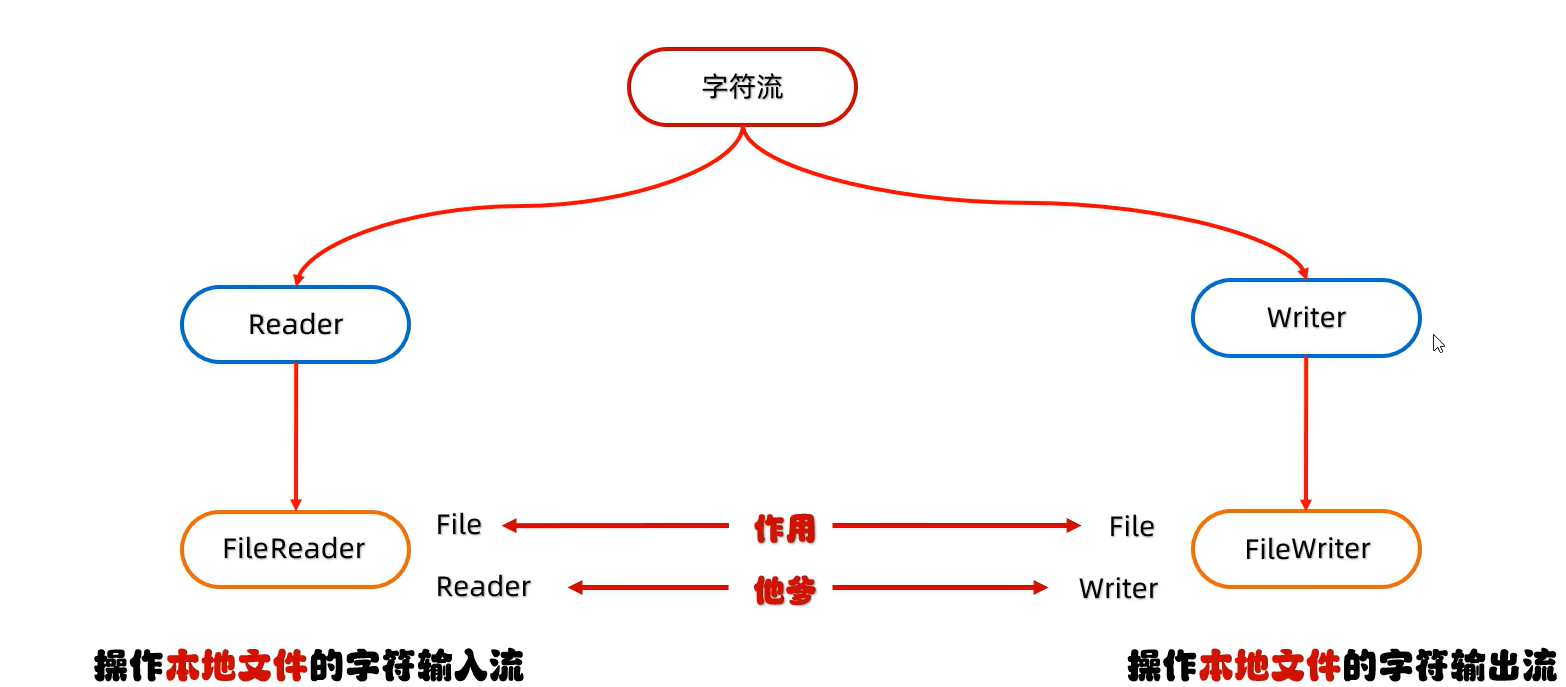 字符流
Reader
Writer
FileReader
File
作用
File
FileWriter
Reader
他爹
Writer
操作本地文件的字符输入流
操作本地文件的字符输出流